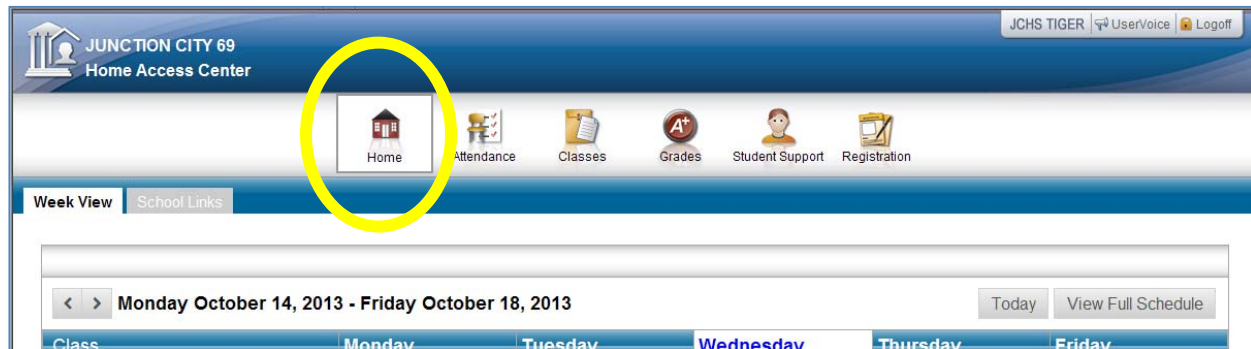 JCHS TIGER UserVoice Logoff
JUNCTION CITY 69
Home Access Center
A+
Home Attendance Classes Grades Student Support Registration
Week View School Links
< > Monday October 14, 2013 - Friday October 18, 2013 Today View Full Schedule
Class Monday Tuesday Wednesday Thursday Friday